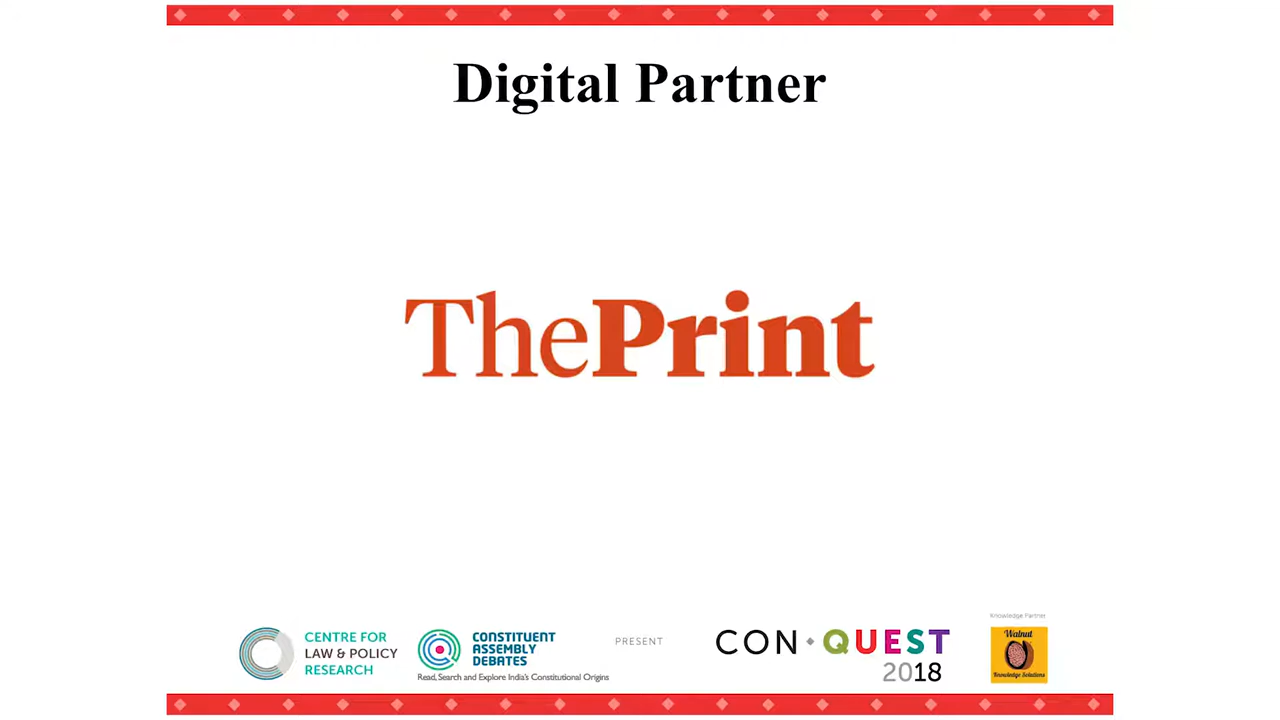 Digital Partner
ThePrint
Knowledge Partner
CENTRE FOR
LAW & POLICY
RESEARCH
CONSTITUENT
ASSEMBLY
DEBATES
Read, Search and Explore India's Constitutional Origins
PRESENT
CON QUEST
2018
Walnut
Knowledge Solutions